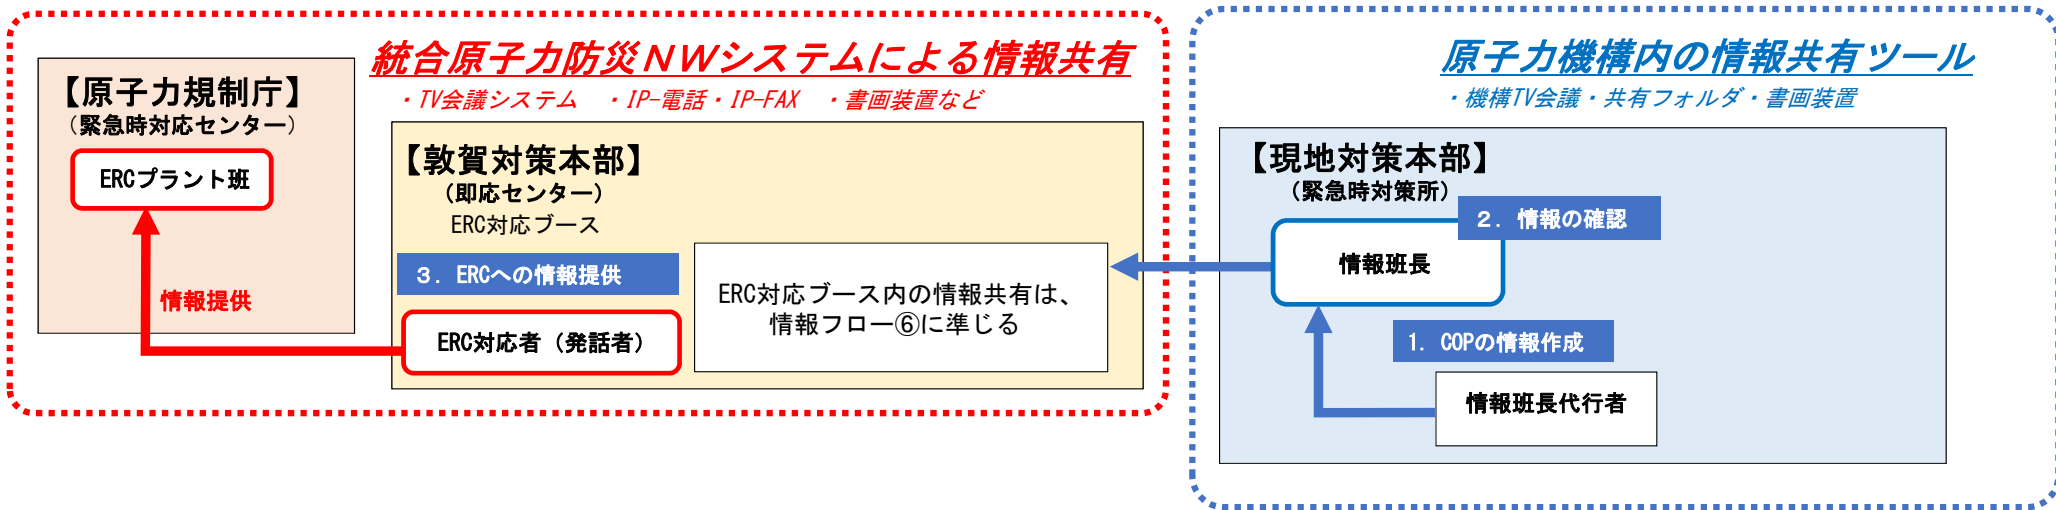 統合原子力防災ＮＷシステムによる情報共有
・TV会議システム　・IP-電話・IP-FAX　・書画装置など
【原子力規制庁】
（緊急時対応センター）
ERCプラント班
情報提供
【敦賀対策本部】
（即応センター）
ERC対応ブース
３．ERCへの情報提供
ERC対応者（発話者）
ERC対応ブース内の情報共有は、
情報フロー⑥に準じる
原子力機構内の情報共有ツール
・機構TV会議・共有フォルダ・書画装置
【現地対策本部】
（緊急時対策所）
２．情報の確認
情報班長
1. COPの情報作成
情報班長代行者